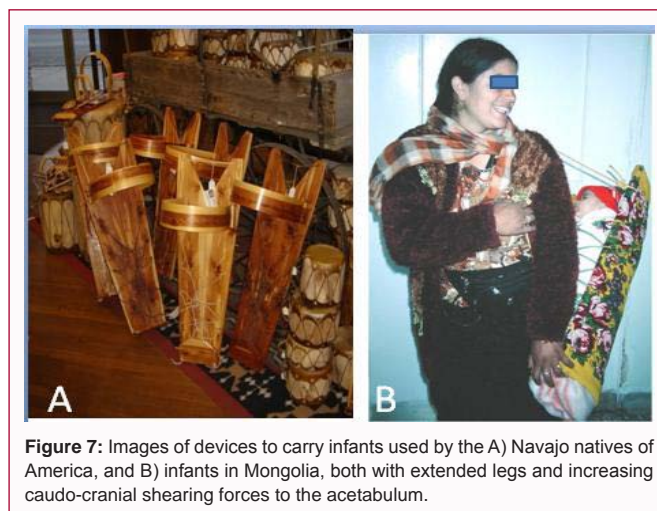 A
B
Figure 7: Images of devices to carry infants used by the A) Navajo natives of
America, and B) infants in Mongolia, both with extended legs and increasing
caudo-cranial shearing forces to the acetabulum.